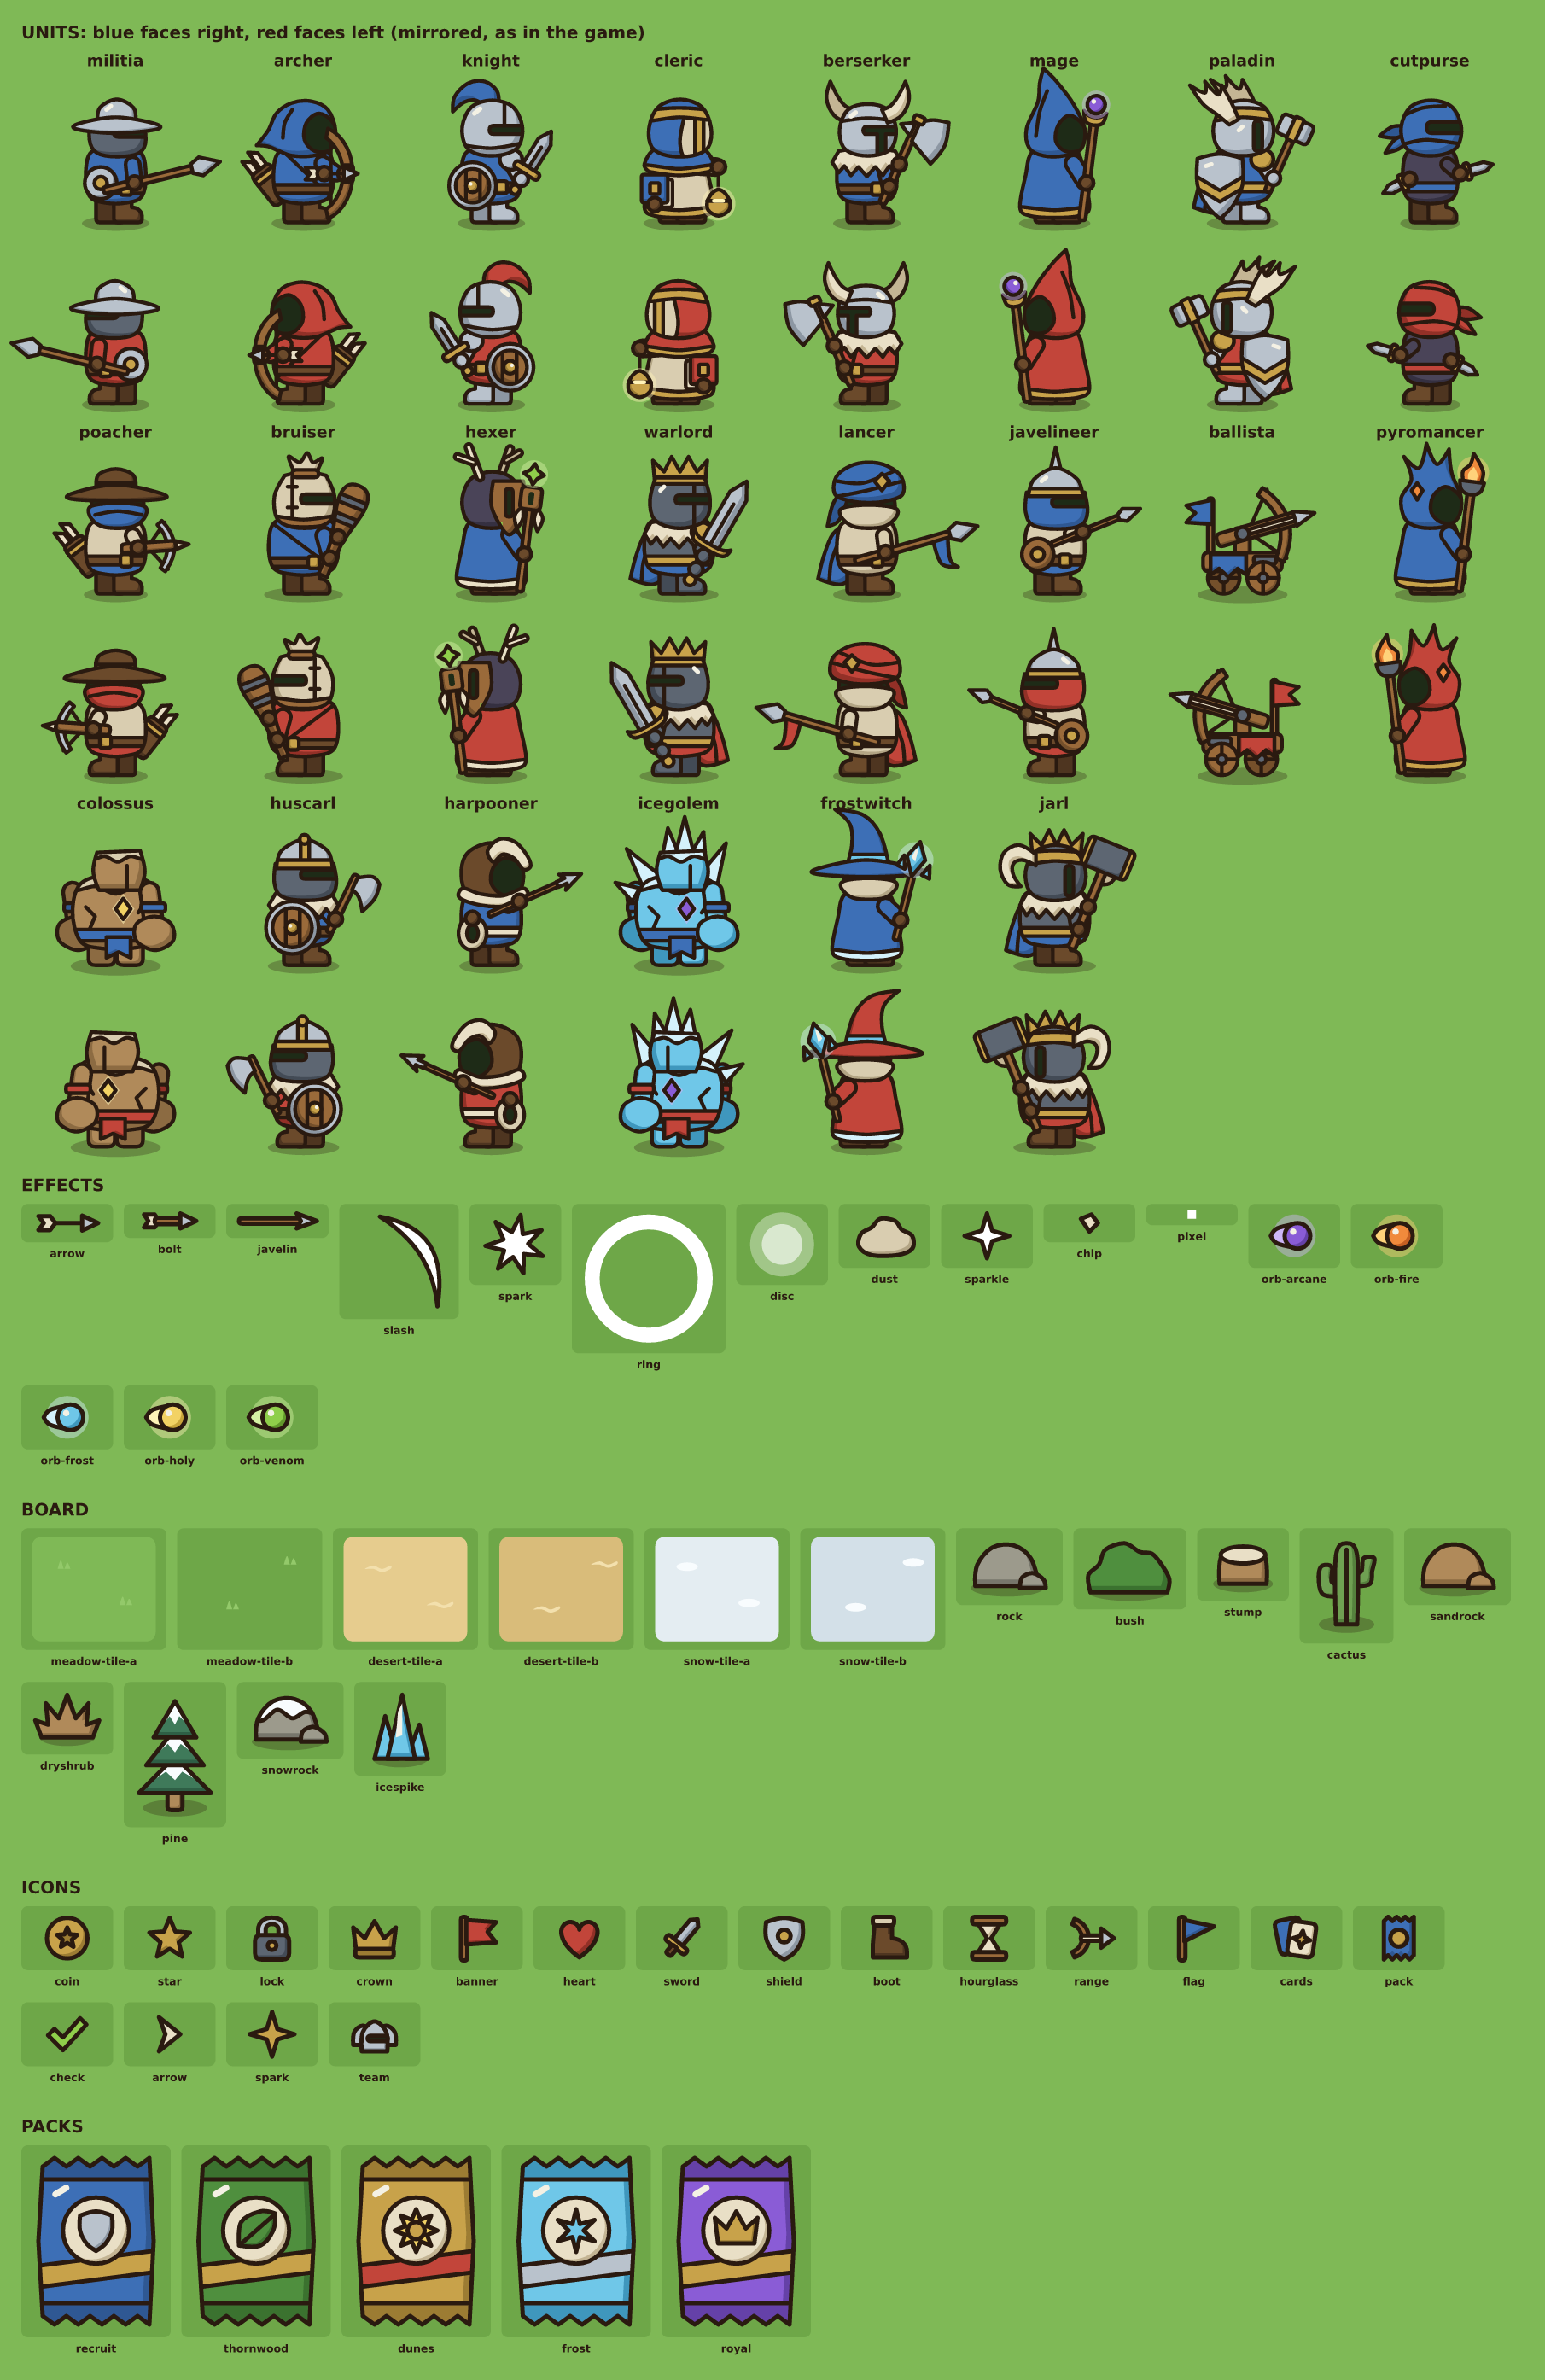 UNITS: blue faces right, red faces left (mirrored, as in the game)
militia archer knight cleric berserker mage paladin cutpurse
poacher bruiser hexer warlord lancer javelineer ballista pyromancer
colossus huscarl harpooner icegolem frostwitch jarl
EFFECTS
arrow bolt javelin slash spark ring disc dust sparkle chip pixel orb-arcane orb-fire
orb-frost orb-holy orb-venom
BOARD
meadow-tile-a meadow-tile-b desert-tile-a desert-tile-b snow-tile-a snow-tile-b rock bush stump cactus sandrock
dryshrub pine snowrock icespike
ICONS
coin star lock crown banner heart sword shield boot hourglass range flag cards pack
check arrow spark team
PACKS
recruit thornwood dunes frost royal